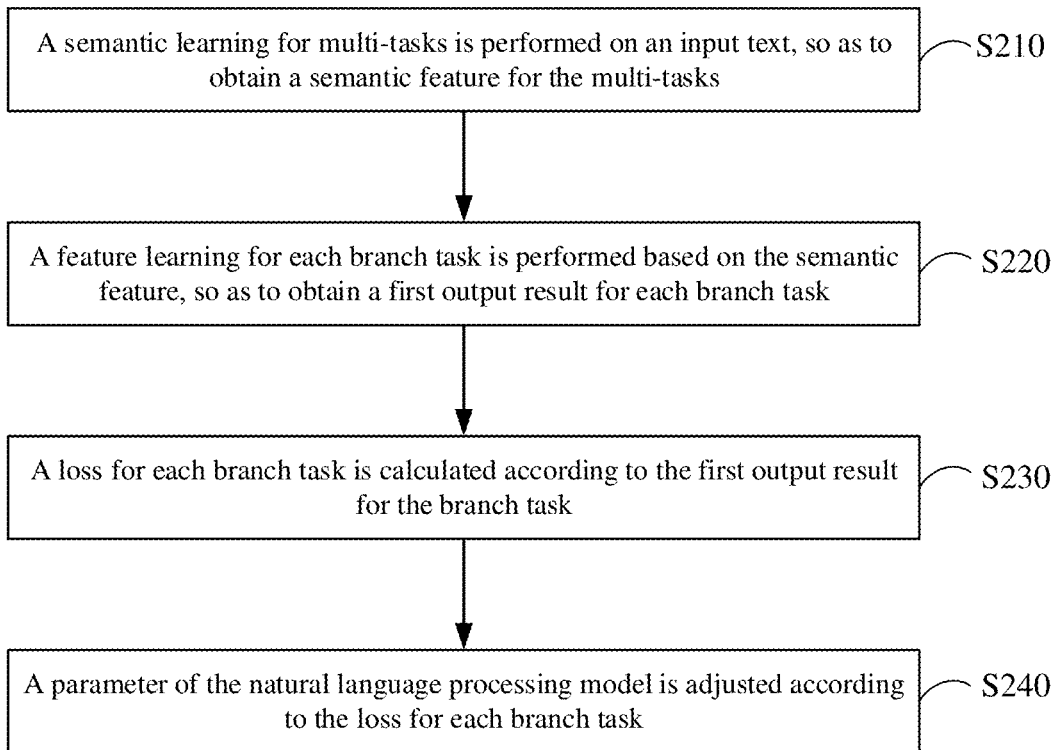 A semantic learning for multi-tasks is performed on an input text, so as to
obtain a semantic feature for the multi-tasks
S210
A feature learning for each branch task is performed based on the semantic
feature, so as to obtain a first output result for each branch task
S220
A loss for each branch task is calculated according to the first output result
for the branch task
S230
A parameter of the natural language processing model is adjusted according
to the loss for each branch task
S240